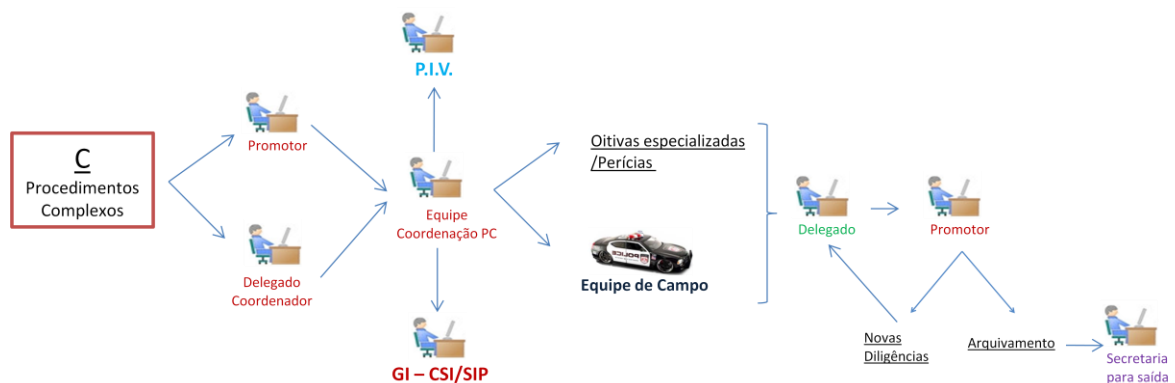 C
Procedimentos
Complexos
Promotor
Delegado
Coordenador
P.I.V.
Equipe
Coordenação PC
GI – CSI/SIP
Oitivas especializadas
/Perícias
POLICE
Equipe de Campo
Delegado
Promotor
Novas
Diligências
Arquivamento
Secretaria
para saída